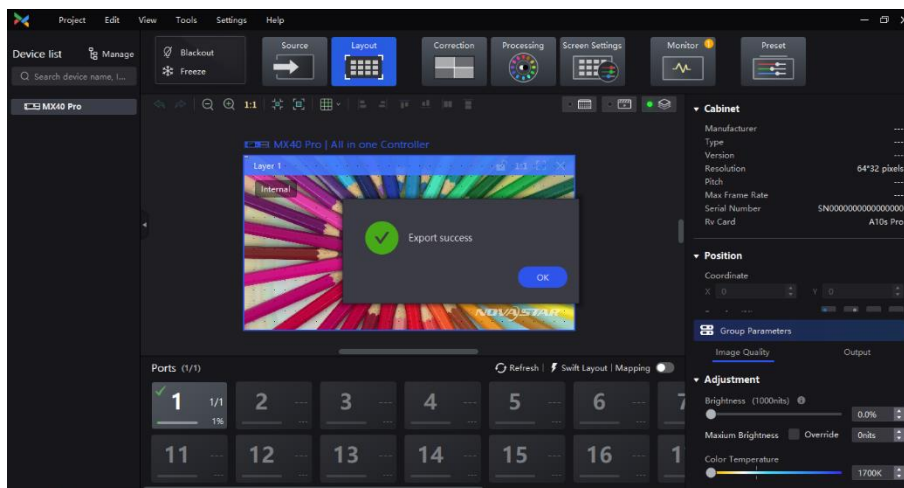 Project Edit View Tools Settings Help
Device list Manage
Search device name, I...
MX40 Pro
Blackout
Freeze
Source
Layout
Correction
Processing
Screen Settings
Monitor
Preset
1:1
MX40 Pro | All in one Controller
Layer 1 1:1
Internal
Export success
OK
NOVASTAR
Ports (1/1) Refresh | Swift Layout | Mapping
1 1/1 1%
2 --- ---
3 --- ---
4 --- ---
5 --- ---
6 --- ---
7
11 --- ---
12 --- ---
13 --- ---
14 --- ---
15 --- ---
16 --- ---
Cabinet
Manufacturer ---
Type ---
Version ---
Resolution 64*32 pixels
Pitch ---
Max Frame Rate ---
Serial Number SN0000000000000000
Rv Card A10s Pro
Position
Coordinate
X 0 Y 0
Group Parameters
Image Quality Output
Adjustment
Brightness (1000nits) 0.0%
Maxium Brightness Override 0nits
Color Temperature
1700K